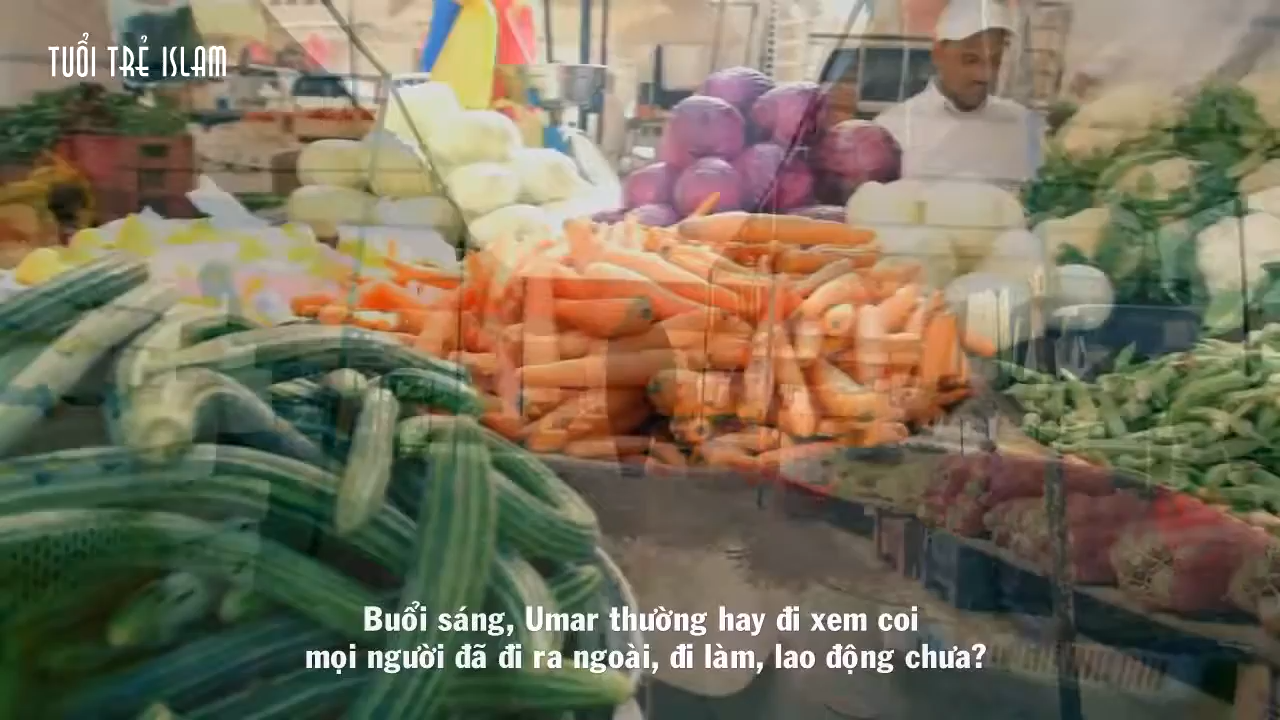 TUỔI TRẺ ISLAM
Buổi sáng, Umar thường hay đi xem coi
mọi người đã đi ra ngoài, đi làm, lao động chưa?